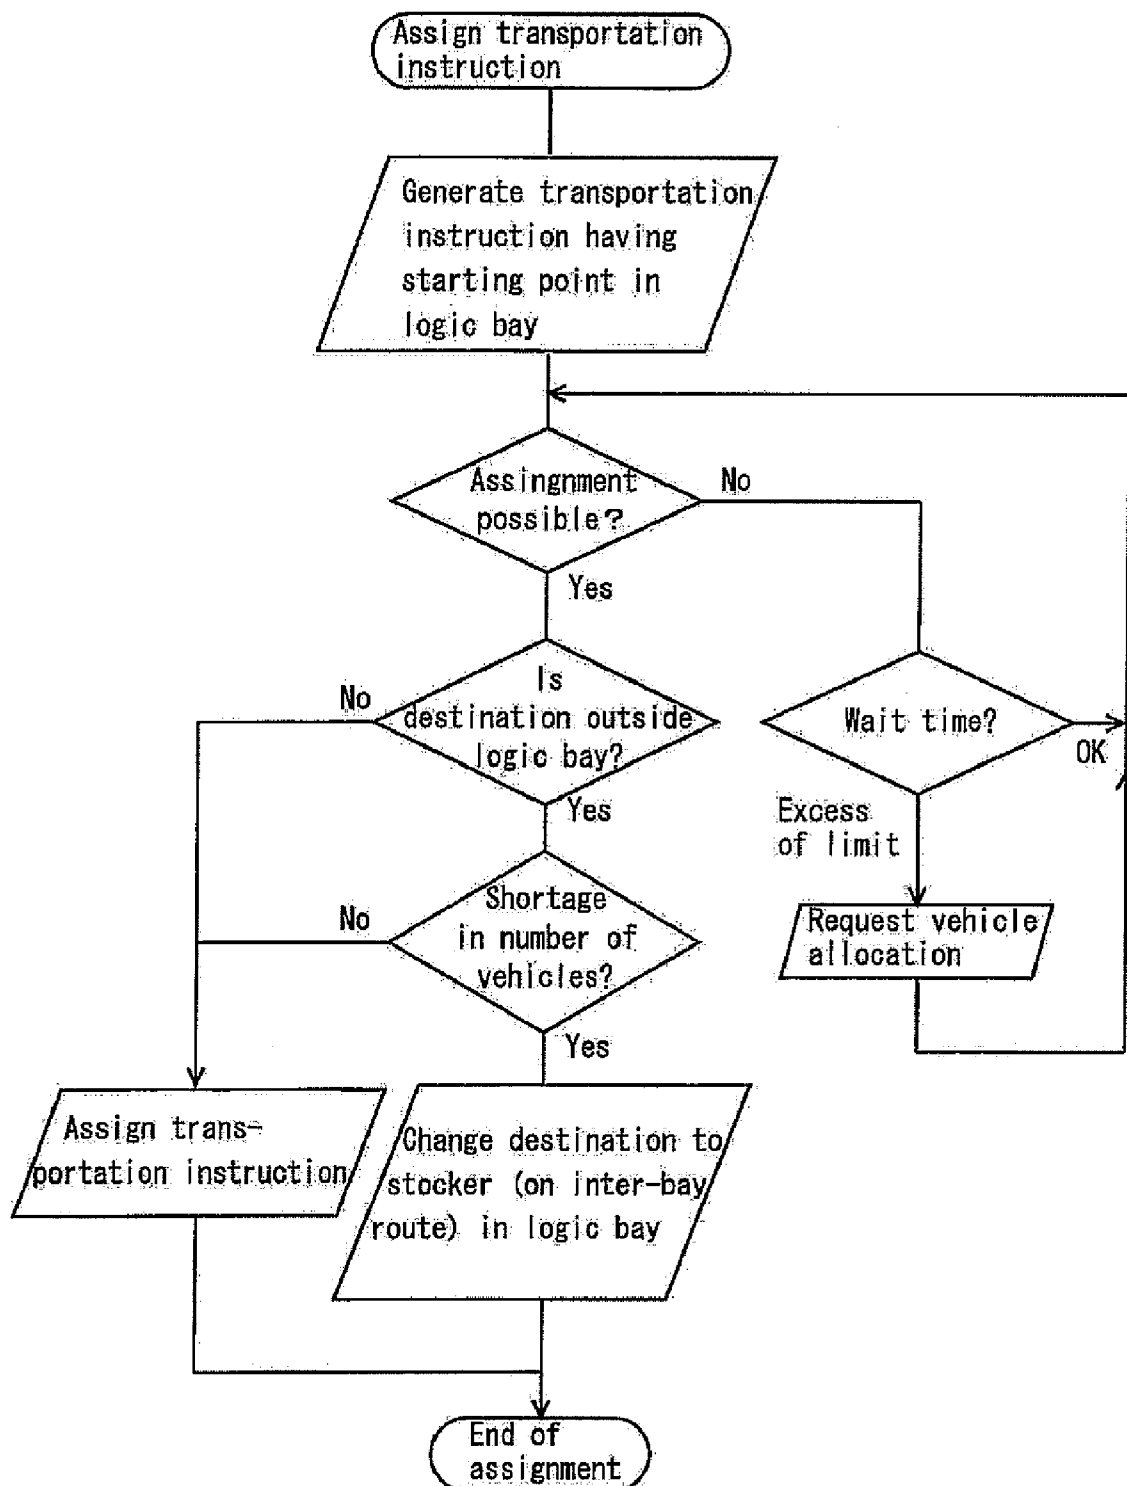 Assign transportation
instruction
Generate transportation
instruction having
starting point in
logic bay
Assingnment
possible?
No
Yes
Is
destination outside
logic bay?
No
Yes
Wait time?
OK
Excess
of limit
Request vehicle
allocation
Shortage
in number of
vehicles?
No
Yes
Assign trans-
portation instruction
Change destination to
stocker (on inter-bay
route) in logic bay
End of
assignment